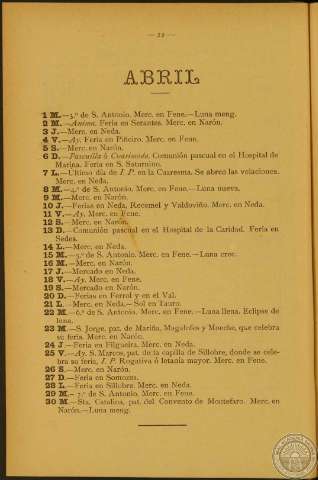 — 22 —
ABRIL
1 M.—3.º de S. Antonio. Merc. en Fene.—Luna meng.
2 M.—Anima. Feria en Serantes. Merc. en Narón.
3 J.—Merc. en Neda.
4 V.—Ay. Feria en Piñeiro. Merc. en Fene.
5 S.—Merc. en Narón.
6 D.—Pascuilla ó Cuasimodo. Comunión pascual en el Hospital de
Marina. Feria en S. Saturnino.
7 L.—Ultimo día de I. P. en la Cuaresma. Se abren las velaciones.
Merc. en Neda.
8 M.—4.º de S. Antonio. Merc. en Fene.—Luna nueva.
9 M.—Merc. en Narón.
10 J.—Ferias en Neda, Recemel y Valdoviño. Merc. en Neda.
11 V.—Ay. Merc. en Fene.
12 S.—Merc. en Narón.
13 D.—Comunión pascual en el Hospital de la Caridad. Feria en
Sedes.
14 L.—Merc. en Neda.
15 M.—5.º de S. Antonio. Merc. en Fene.—Luna crec.
16 M.—Merc. en Narón.
17 J.—Mercado en Neda.
18 V.—Ay. Merc. en Fene.
19 S.—Mercado en Narón.
20 D.—Ferias en Ferrol y en el Val.
21 L.—Merc. en Neda.—Sol en Tauro.
22 M.—6.º de S. Antonio. Merc. en Fene.—Luna llena. Eclipse de
luna.
23 M.—S. Jorge, pat. de Mariña, Magalofes y Moeche, que celebra
su feria. Merc. en Narón.
24 J.—Feria en Filgueira. Merc. en Neda.
25 V.—Ay. S. Marcos, pat. de la capilla de Sillobre, donde se cele-
bra su feria, I. P. Rogativa ó letanía mayor. Merc. en Fene.
26 S.—Merc. en Narón.
27 D.—Feria en Somozas.
28 L.—Feria en Sillobre. Merc. en Neda.
29 M.—7.º de S. Antonio. Merc. en Fene.
30 M.—Sta. Catalina, pat. del Convento de Montefaro. Merc. en
Narón.—Luna meng.